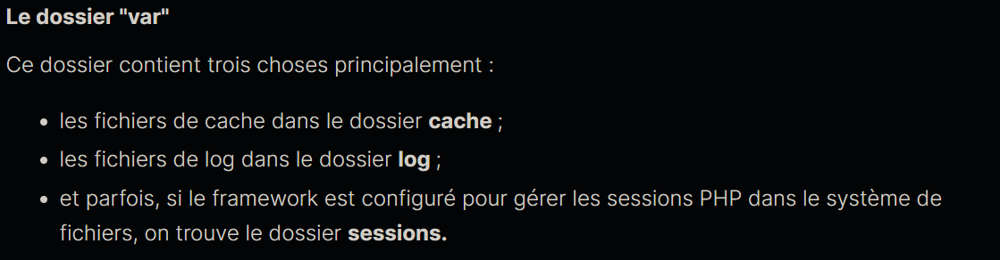 Le dossier "var"
Ce dossier contient trois choses principalement :
• les fichiers de cache dans le dossier cache ;
• les fichiers de log dans le dossier log ;
• et parfois, si le framework est configuré pour gérer les sessions PHP dans le système de
fichiers, on trouve le dossier sessions.